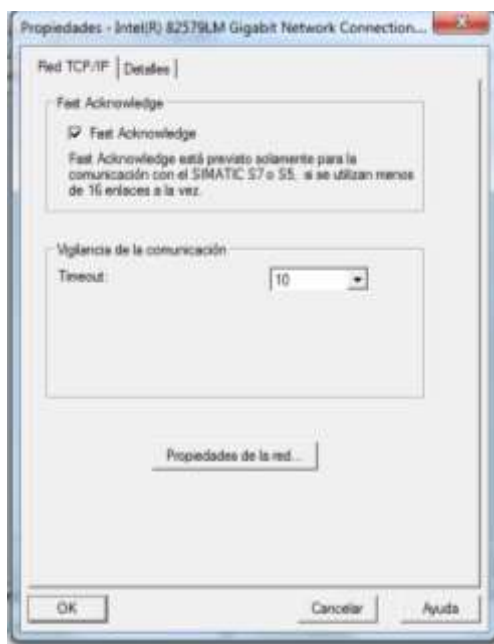 Propiedades - Intel(R) 82579LM Gigabit Network Connection....
Red TCP/IP
Detalles
Fast Acknowledge
Fast Acknowledge
Fast Acknowledge está previsto solamente para la
comunicación con el SIMATIC S7 o S5, si se utilizan menos
de 16 enlaces a la vez.
Vigilancia de la comunicación
Timeout:
10
Propiedades de la red...
OK
Cancelar
Ayuda